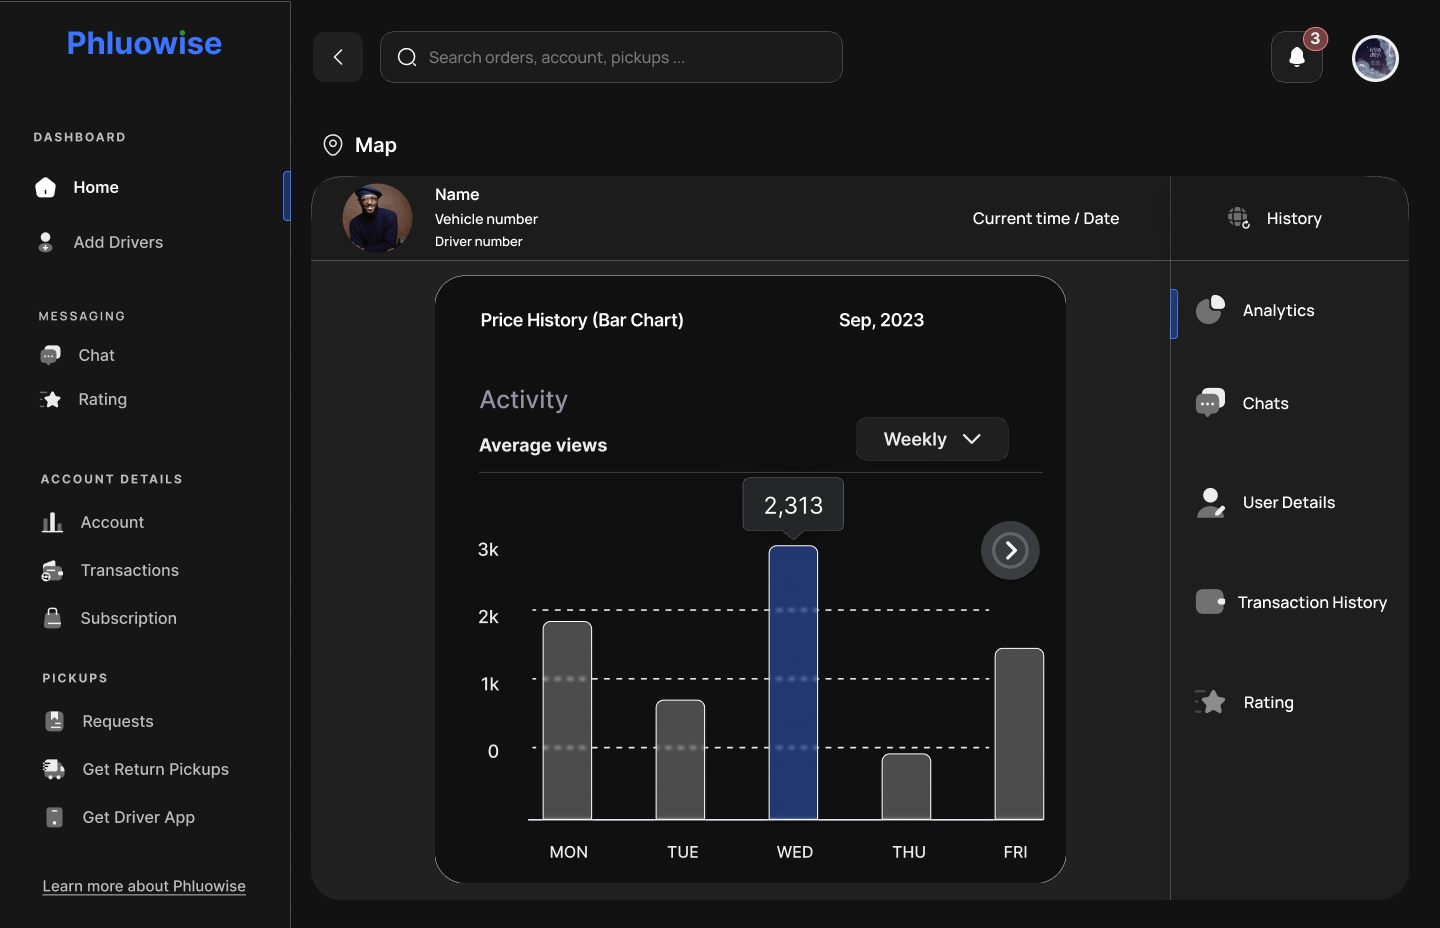 Phluowise
Search orders, account, pickups ...
3
DASHBOARD
Home
Add Drivers
MESSAGING
Chat
Rating
ACCOUNT DETAILS
Account
Transactions
Subscription
PICKUPS
Requests
Get Return Pickups
Get Driver App
Learn more about Phluowise
Map
Name
Vehicle number
Driver number
Current time / Date
History
Price History (Bar Chart)
Sep, 2023
Activity
Average views
Weekly
2,313
3k
2k
1k
0
MON
TUE
WED
THU
FRI
Analytics
Chats
User Details
Transaction History
Rating